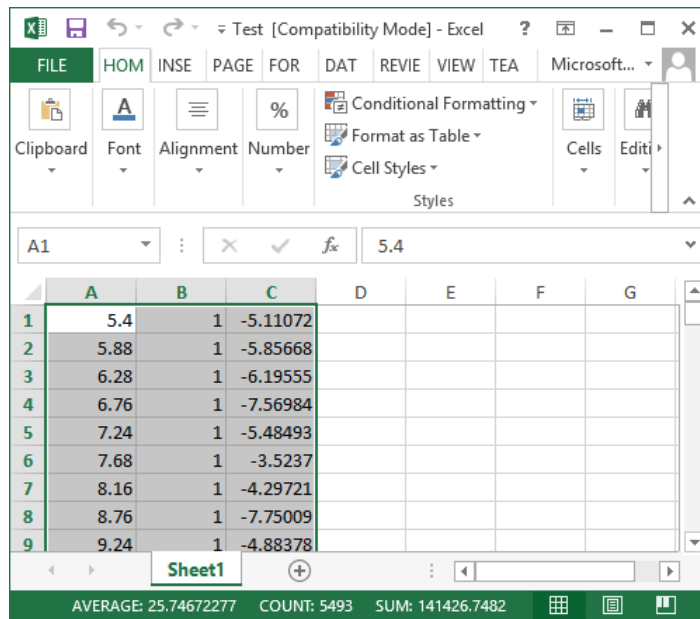 Test [Compatibility Mode] - Excel ?
FILE HOM INSE PAGE FOR DAT REVIE VIEW TEA Microsoft...
Conditional Formatting
Format as Table
Cell Styles
Clipboard Font Alignment Number Cells Editi
Styles
A1 fx 5.4
A B C D E F G
1 5.4 1 -5.11072
2 5.88 1 -5.85668
3 6.28 1 -6.19555
4 6.76 1 -7.56984
5 7.24 1 -5.48493
6 7.68 1 -3.5237
7 8.16 1 -4.29721
8 8.76 1 -7.75009
9 9.24 1 -4.88378
Sheet1
AVERAGE: 25.74672277 COUNT: 5493 SUM: 141426.7482